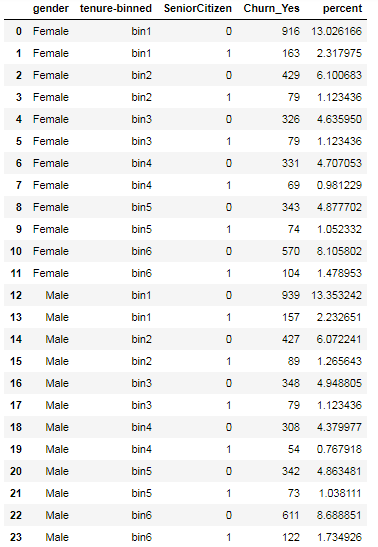 gender tenure-binned SeniorCitizen Churn_Yes percent
0 Female bin1 0 916 13.026166
1 Female bin1 1 163 2.317975
2 Female bin2 0 429 6.100683
3 Female bin2 1 79 1.123436
4 Female bin3 0 326 4.635950
5 Female bin3 1 79 1.123436
6 Female bin4 0 331 4.707053
7 Female bin4 1 69 0.981229
8 Female bin5 0 343 4.877702
9 Female bin5 1 74 1.052332
10 Female bin6 0 570 8.105802
11 Female bin6 1 104 1.478953
12 Male bin1 0 939 13.353242
13 Male bin1 1 157 2.232651
14 Male bin2 0 427 6.072241
15 Male bin2 1 89 1.265643
16 Male bin3 0 348 4.948805
17 Male bin3 1 79 1.123436
18 Male bin4 0 308 4.379977
19 Male bin4 1 54 0.767918
20 Male bin5 0 342 4.863481
21 Male bin5 1 73 1.038111
22 Male bin6 0 611 8.688851
23 Male bin6 1 122 1.734926